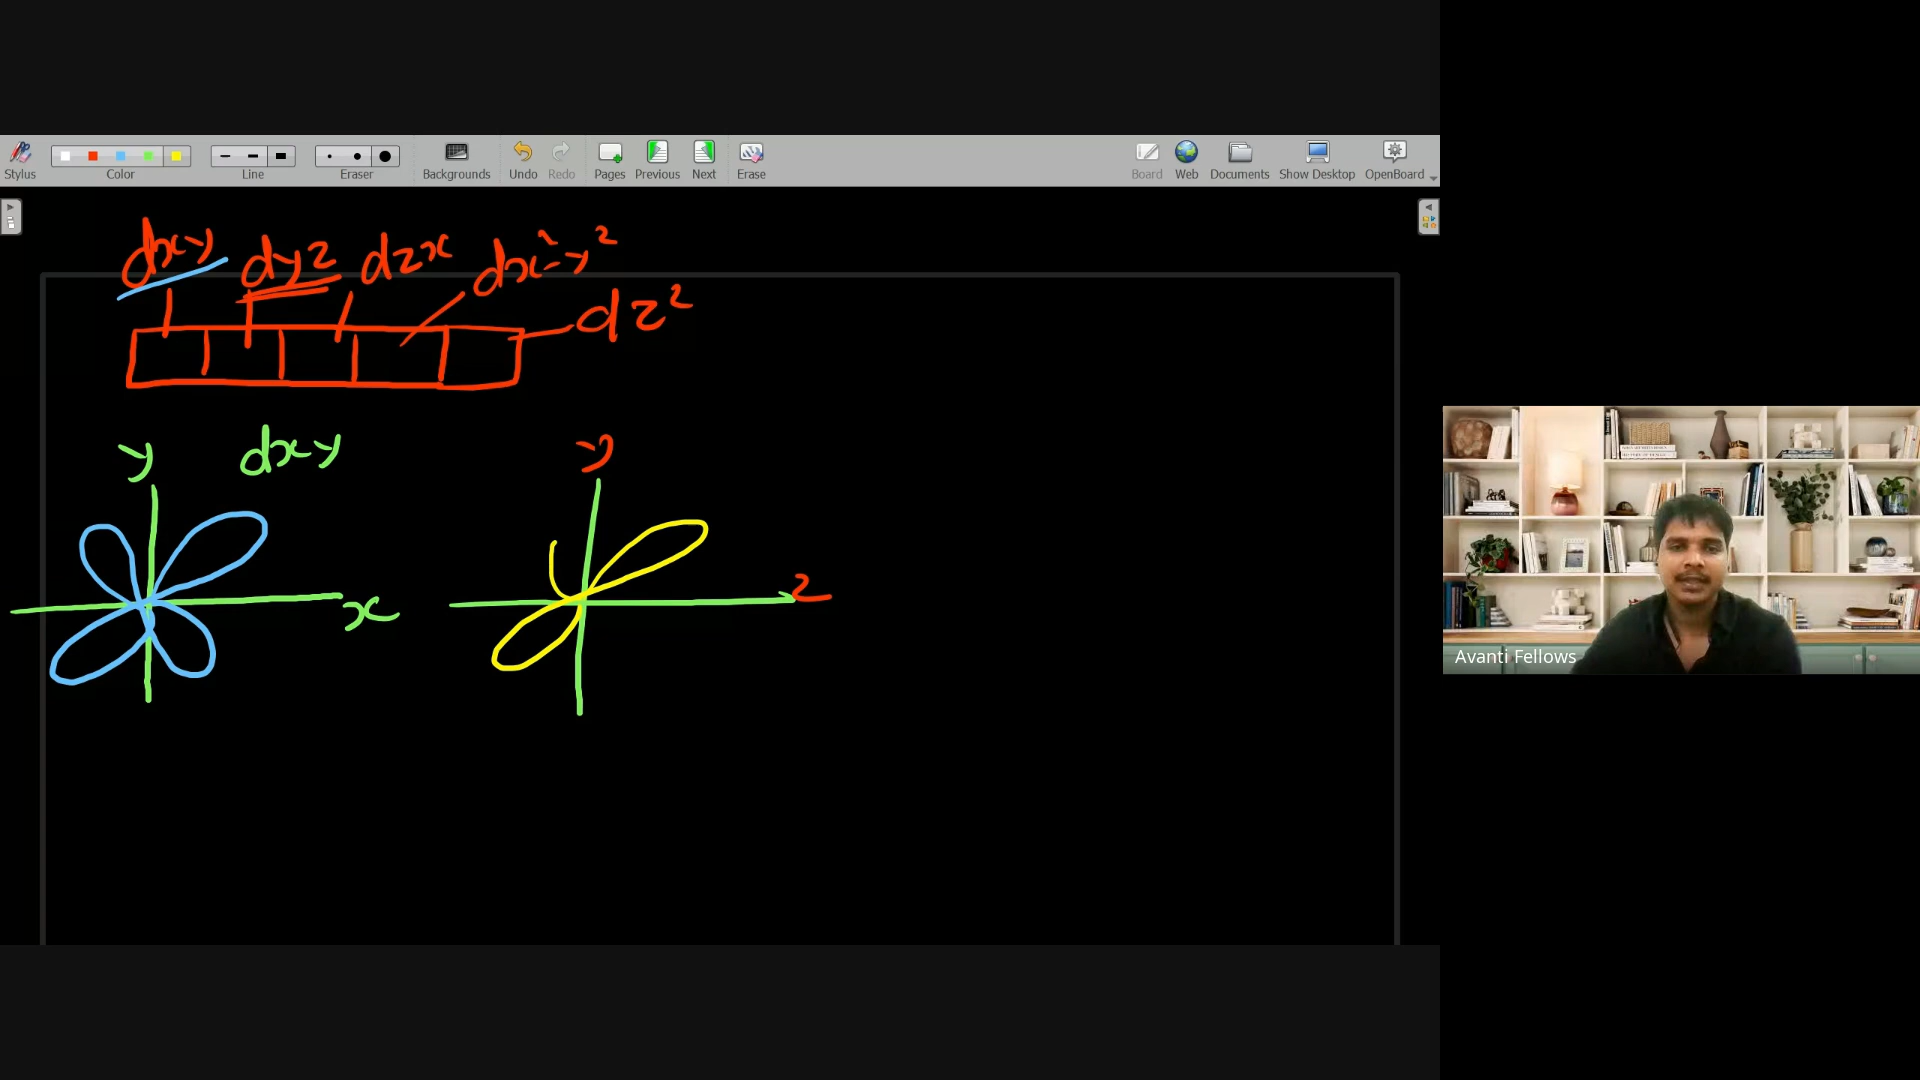 Stylus Color Line Eraser Backgrounds Undo Redo Pages Previous Next Erase Board Web Documents Show Desktop OpenBoard
dxy dyz dzx dx²-y²
dz²
y dxy y
x z
Avanti Fellows